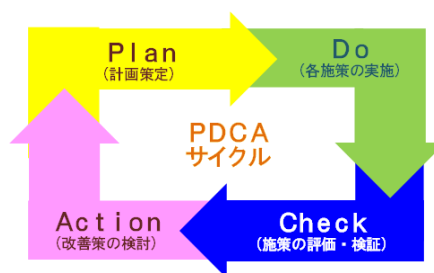 Plan
(計画策定)
Do
(各施策の実施)
PDCA
サイクル
Action
(改善策の検討)
Check
(施策の評価・検証)